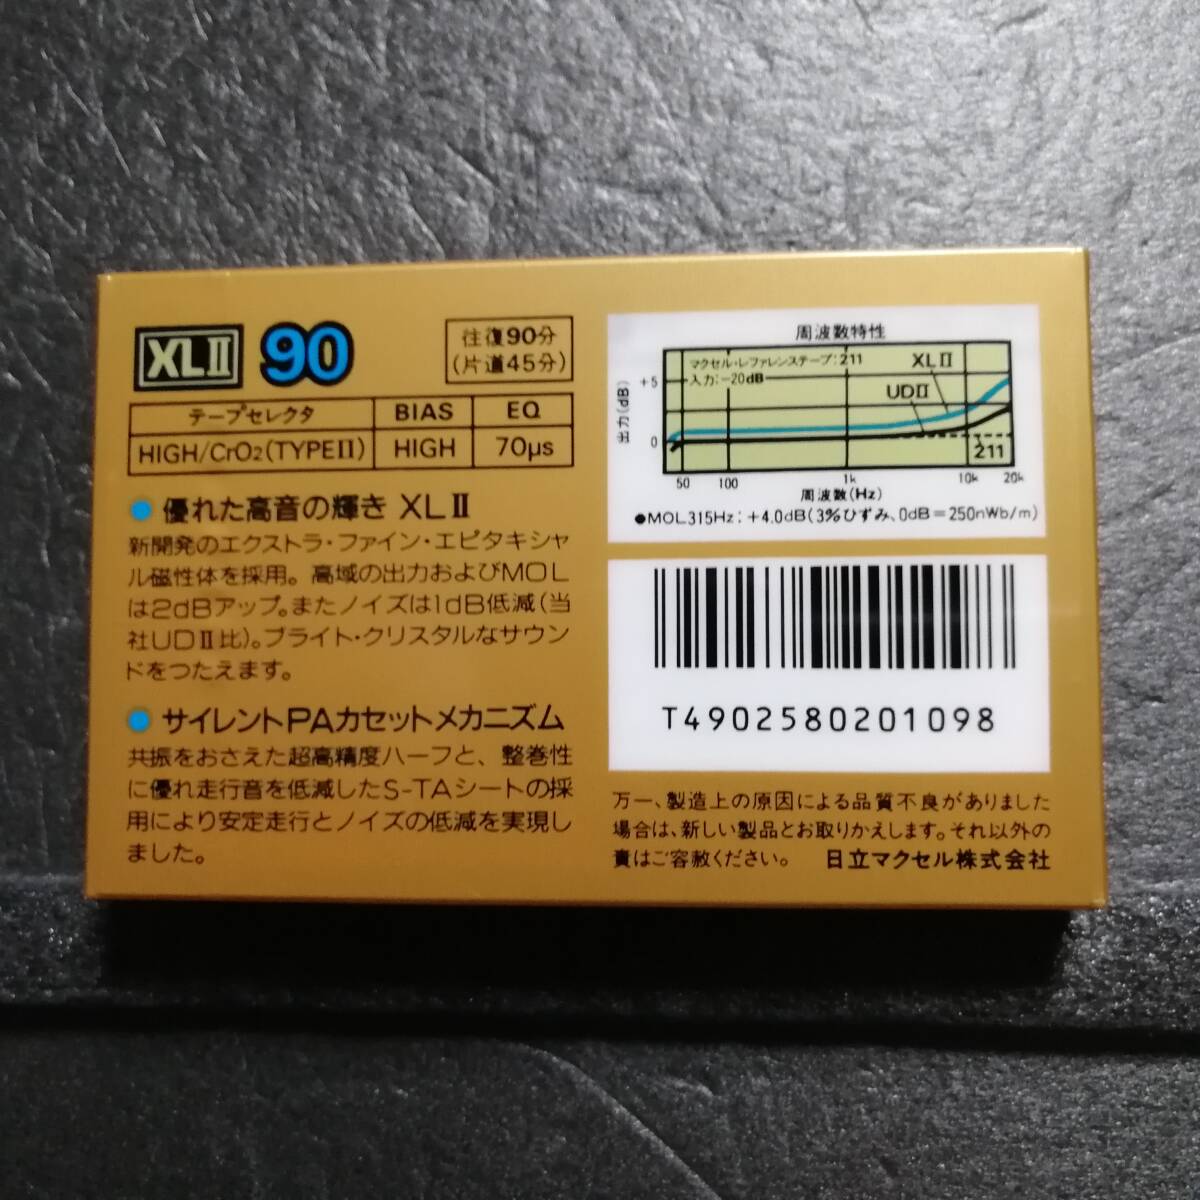 XLII 90
往復90分
(片道45分)
テープセレクタ BIAS EQ
HIGH/CrO2(TYPEII) HIGH 70μs
● 優れた高音の輝き XLII
新開発のエクストラ・ファイン・エピタキシャ
ル磁性体を採用。高域の出力およびMOL
は2dBアップ。またノイズは1dB低減(当
社UDII比)。ブライト・クリスタルなサウン
ドをつたえます。
● サイレントPAカセットメカニズム
共振をおさえた超高精度ハーフと、整巻性
に優れ走行音を低減したS-TAシートの採
用により安定走行とノイズの低減を実現し
ました。
周波数特性
マクセル・レファレンステープ:211
入力:-20dB
XLII
UDII
211
出力(dB)
+5
0
50 100 1k 10k 20k
周波数(Hz)
●MOL315Hz:+4.0dB(3%ひずみ、0dB=250nWb/m)
T4902580201098
万一、製造上の原因による品質不良がありました
場合は、新しい製品とお取りかえします。それ以外の
責はご容赦ください。 日立マクセル株式会社